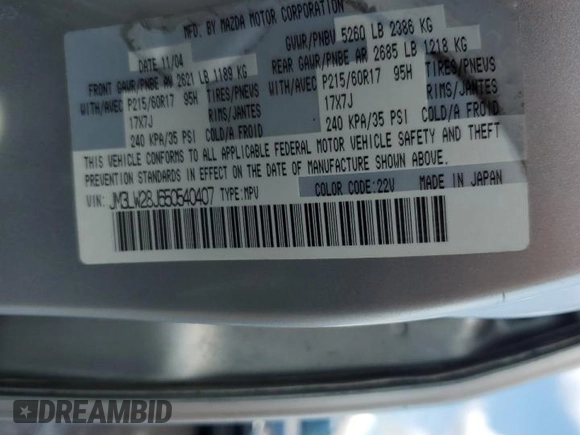 MFD. BY MAZDA MOTOR CORPORATION
DATE 11/04 GVWR/PNBV 5260 LB 2386 KG
FRONT GAWR/PNBE AV 2621 LB 1189 KG REAR GAWR/PNBE AR 2685 LB 1218 KG
WITH/AVEC P215/60R17 95H TIRES/PNEUS WITH/AVEC P215/60R17 95H TIRES/PNEVS
17X7J RIMS/JANTES 17X7J RIMS/JANTES
240 KPA/35 PSI COLD/A FROID 240 KPA/35 PSI COLD/A FROID
THIS VEHICLE CONFORMS TO ALL APPLICABLE FEDERAL MOTOR VEHICLE SAFETY AND THEFT
PREVENTION STANDARDS IN EFFECT ON THE DATE OF MANUFACTURE SHOWN ABOVE.
VIN: JM3LW28J650540407 TYPE: MPV COLOR CODE: 22V MADE IN JAPAN
DREAMBID